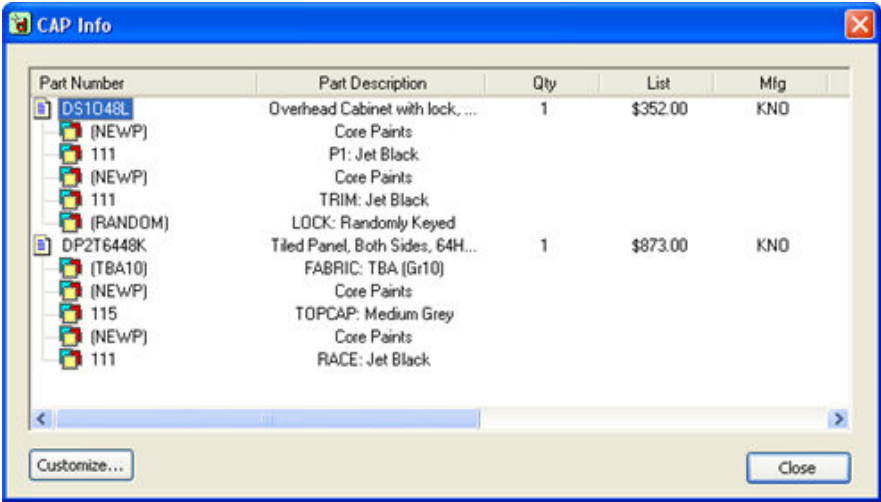 CAP Info
Part Number Part Description Qty List Mfg
DS1O48L Overhead Cabinet with lock, ... 1 $352.00 KNO
(NEWP) Core Paints
111 P1: Jet Black
(NEWP) Core Paints
111 TRIM: Jet Black
(RANDOM) LOCK: Randomly Keyed
DP2T6448K Tiled Panel, Both Sides, 64H... 1 $873.00 KNO
(TBA10) FABRIC: TBA (Gr10)
(NEWP) Core Paints
115 TOPCAP: Medium Grey
(NEWP) Core Paints
111 RACE: Jet Black
Customize... Close